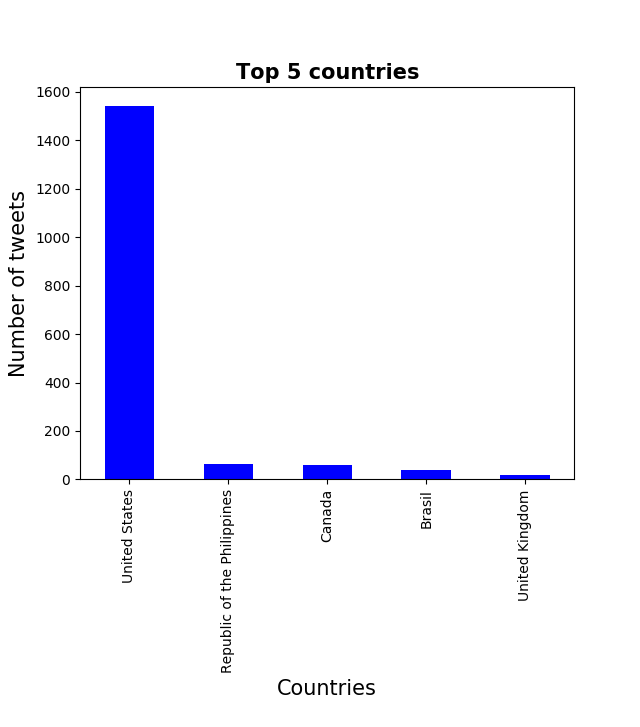 Top 5 countries
Number of tweets
1600
1400
1200
1000
800
600
400
200
0
United States
Republic of the Philippines
Canada
Brasil
United Kingdom
Countries